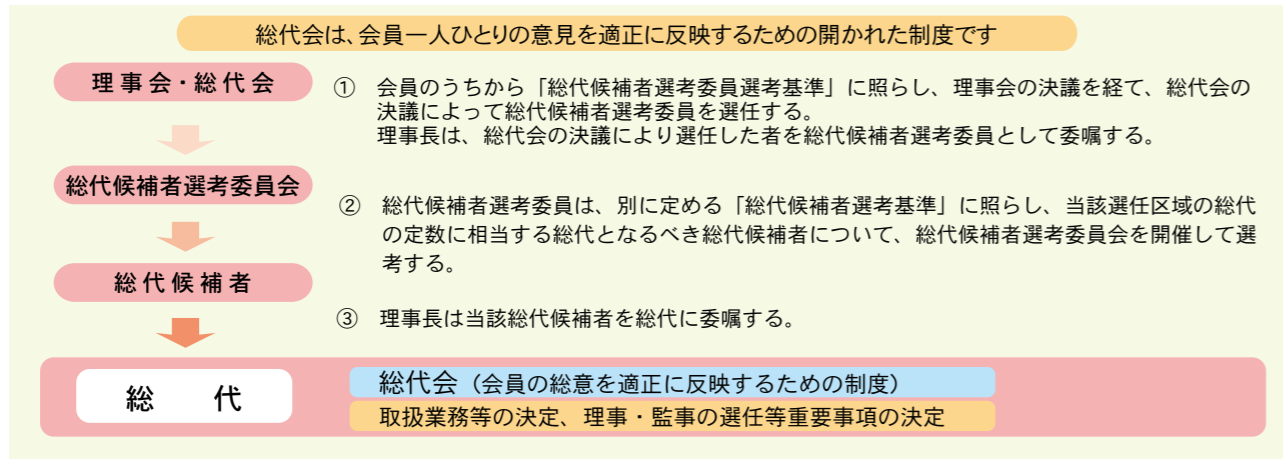 総代会は、会員一人ひとりの意見を適正に反映するための開かれた制度です
理事会・総代会
① 会員のうちから「総代候補者選考委員選考基準」に照らし、理事会の決議を経て、総代会の
決議によって総代候補者選考委員を選任する。
理事長は、総代会の決議により選任した者を総代候補者選考委員として委嘱する。
総代候補者選考委員会
② 総代候補者選考委員は、別に定める「総代候補者選考基準」に照らし、当該選任区域の総代
の定数に相当する総代となるべき総代候補者について、総代候補者選考委員会を開催して選
考する。
総代候補者
③ 理事長は当該総代候補者を総代に委嘱する。
総 代
総代会（会員の総意を適正に反映するための制度）
取扱業務等の決定、理事・監事の選任等重要事項の決定